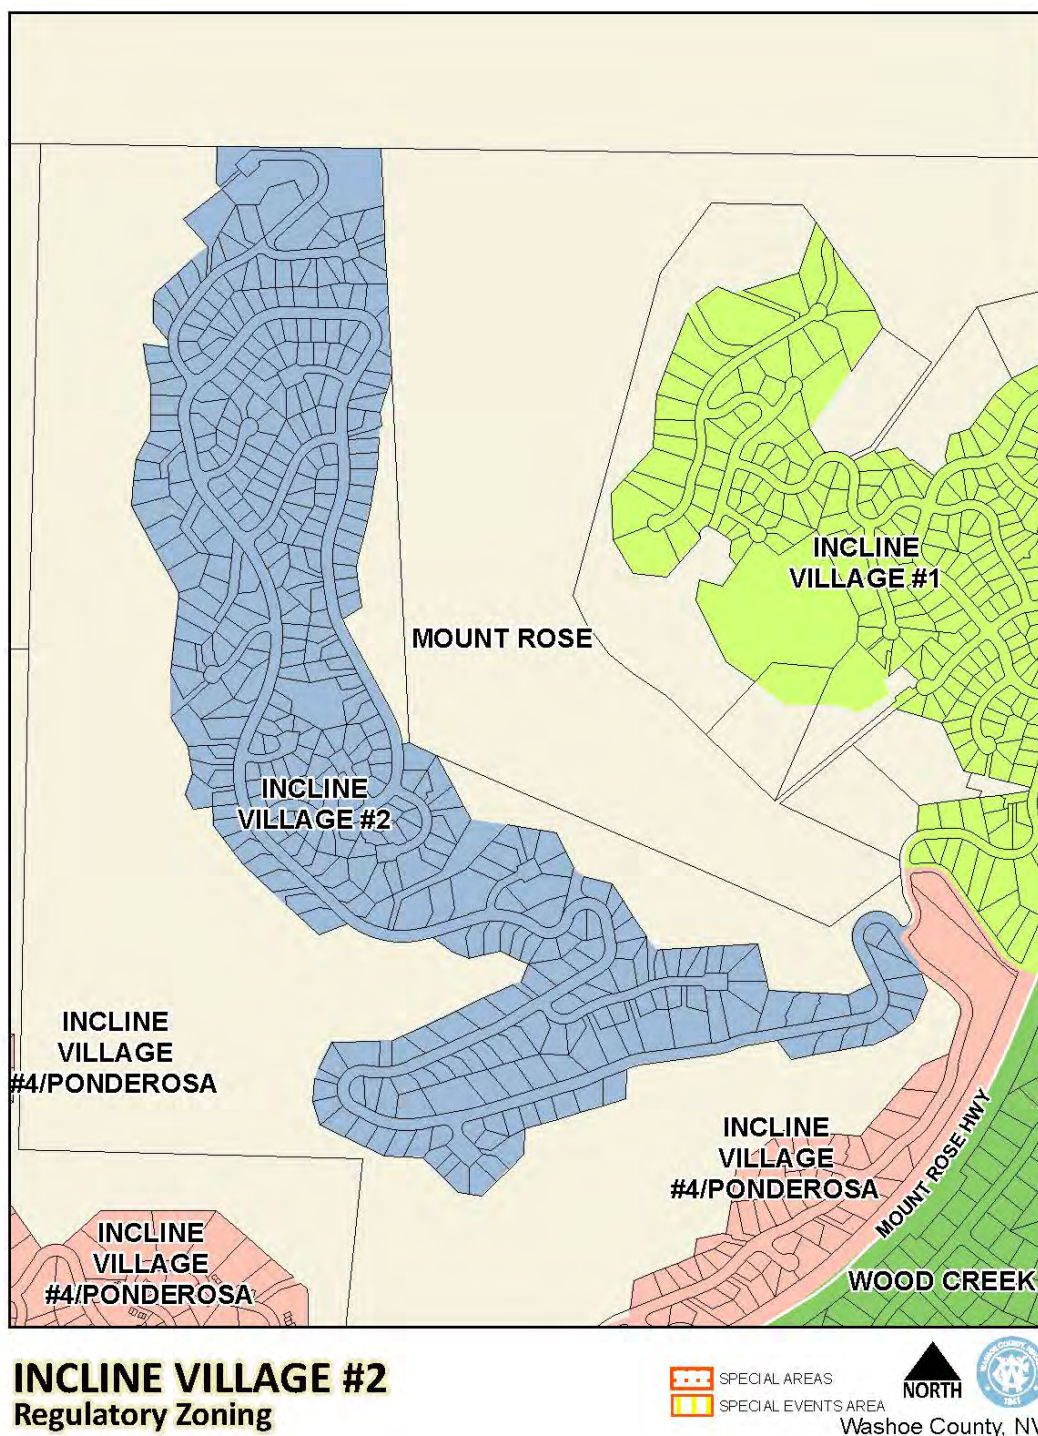 INCLINE
VILLAGE #1
MOUNT ROSE
INCLINE
VILLAGE #2
INCLINE
VILLAGE
#4/PONDEROSA
INCLINE
VILLAGE
#4/PONDEROSA
MOUNT ROSE HWY
INCLINE
VILLAGE
#4/PONDEROSA
WOOD CREEK
INCLINE VILLAGE #2
Regulatory Zoning
SPECIAL AREAS
SPECIAL EVENTS AREA
NORTH
Washoe County, NV
1861